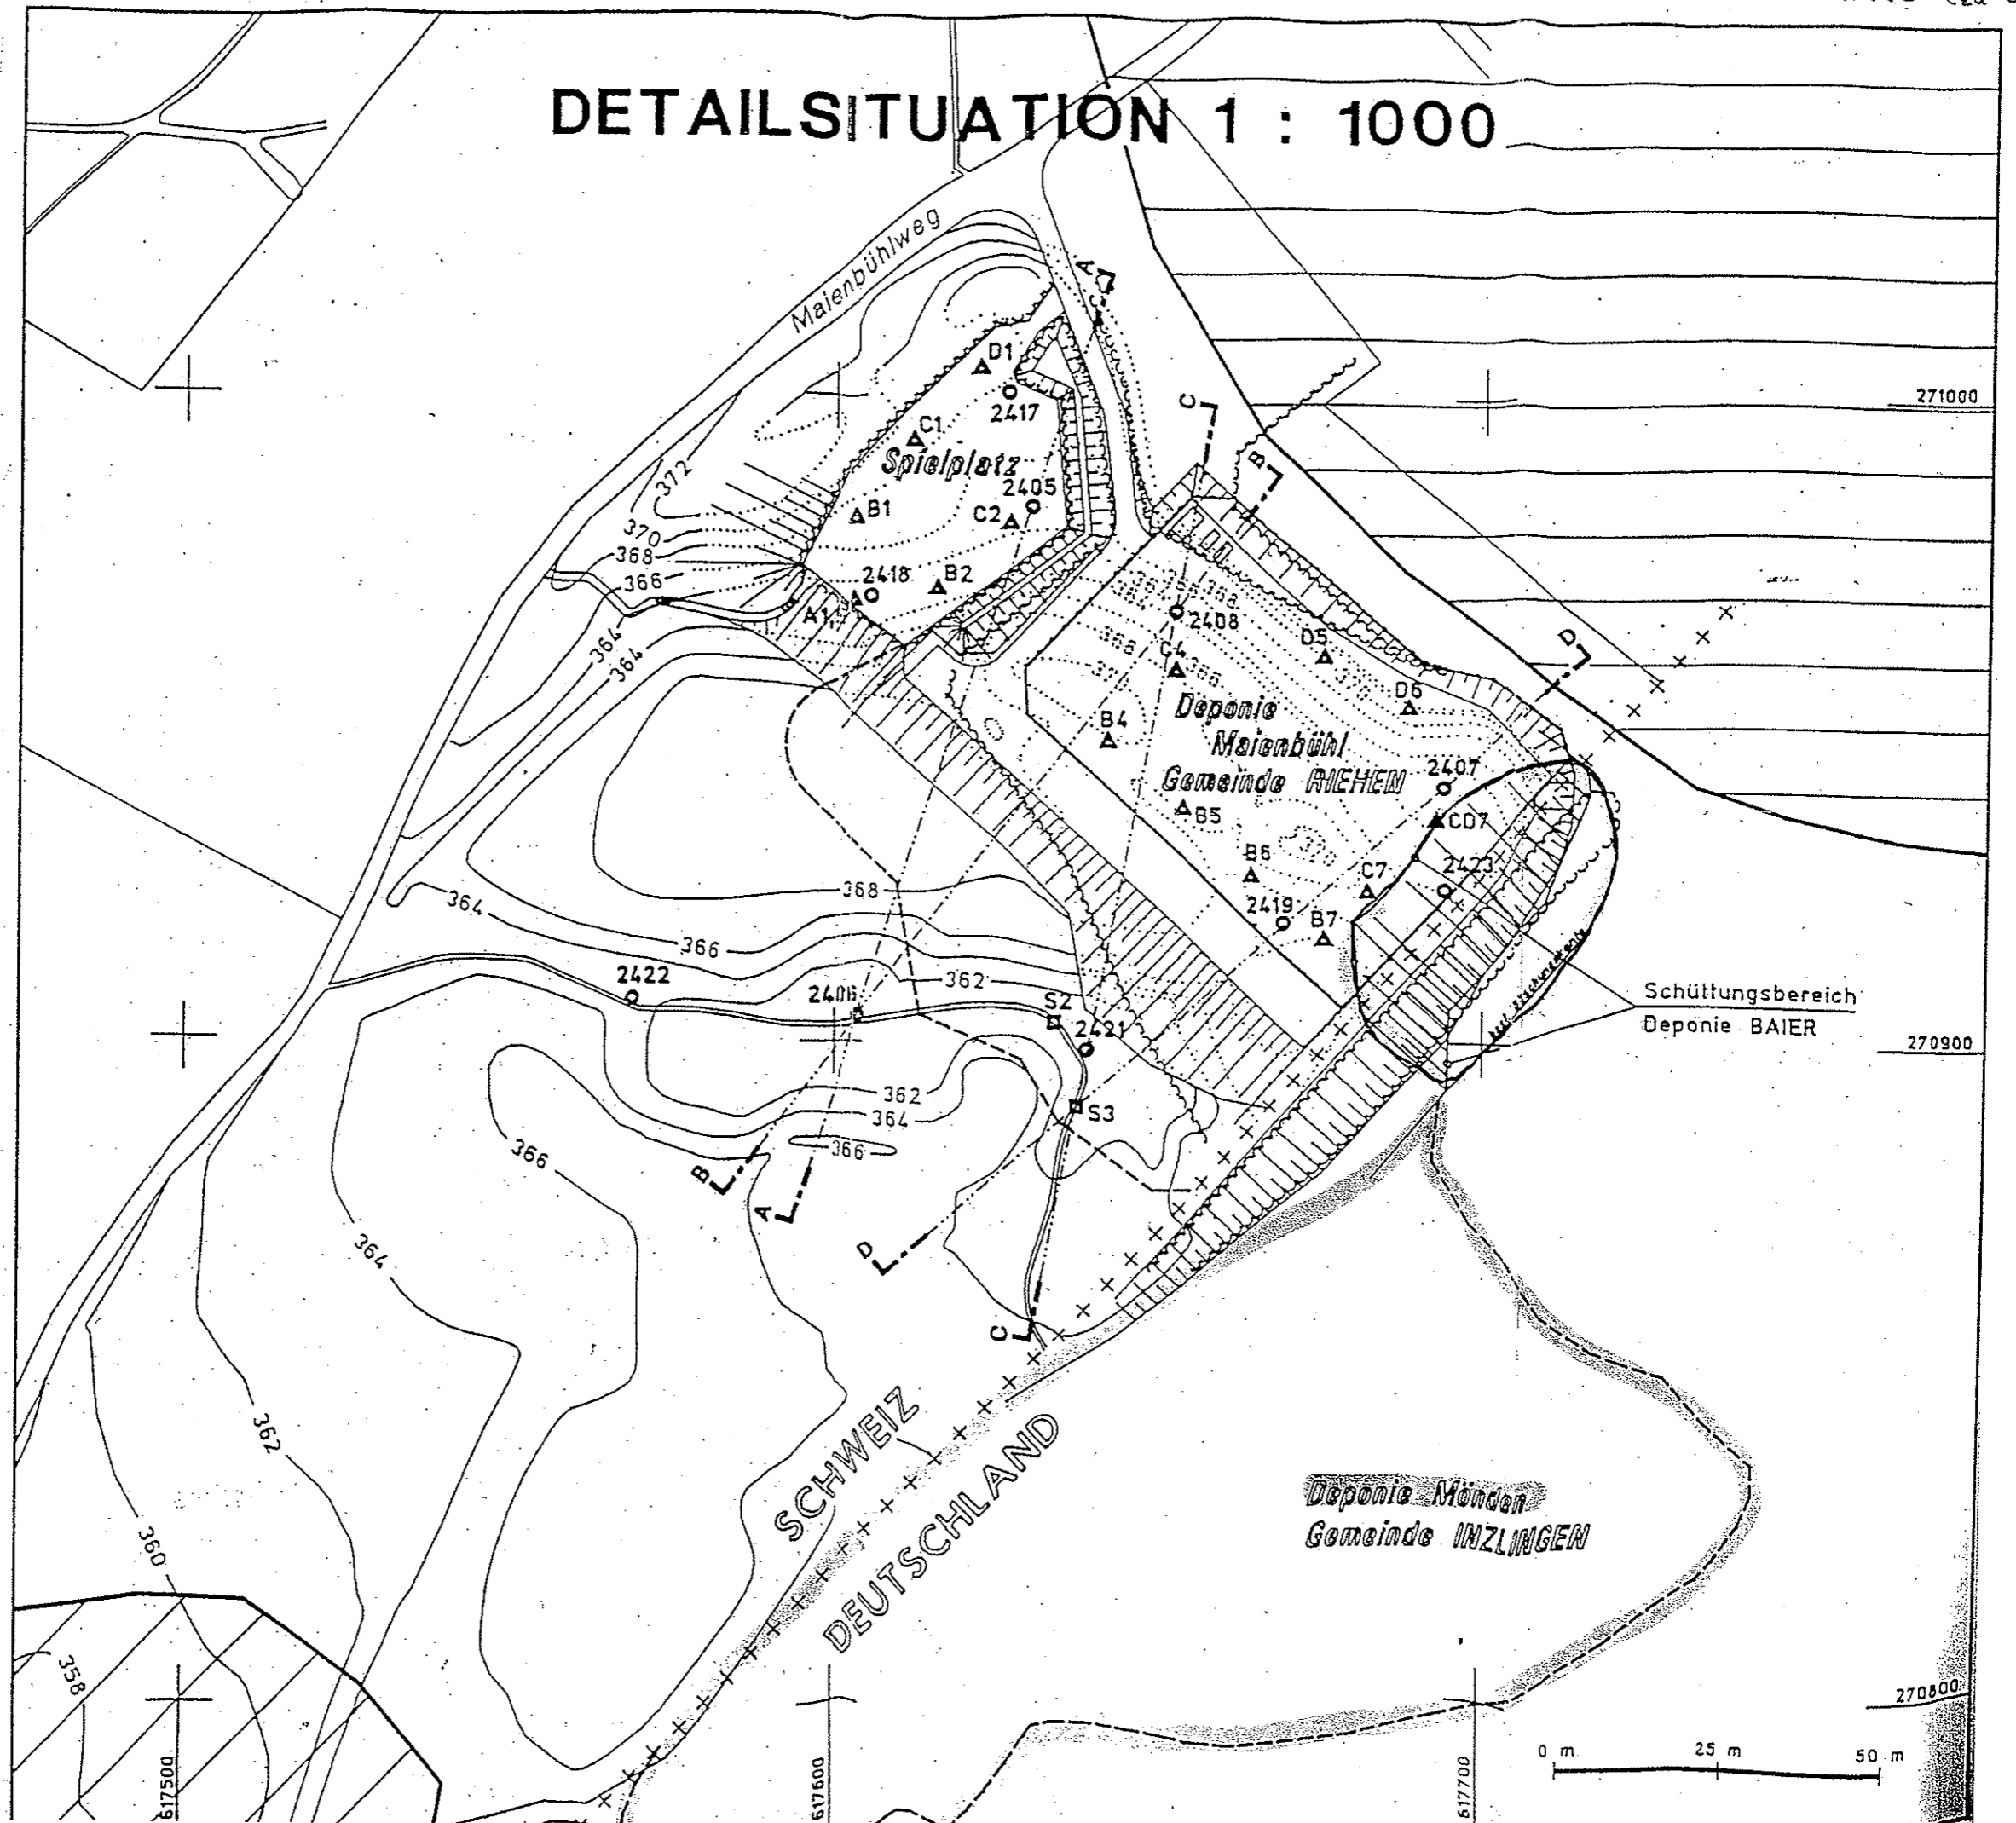 DETAILSITUATION 1 : 1000
Maienbühlweg
A
D1
2417
C
271000
C1
Spielplatz
B
372
2405
B1
C2
370
368
366
2418
B2
A1
2408
D5
D
364
364
368
C4
D6
Deponie
B4
Maienbühl
Gemeinde RIEHEN
2407
B5
CD7
B6
C7
2423
368
364
2419
B7
366
2422
362
S2
Schüttungsbereich
Deponie BAIER
2421
270900
362
S3
364
366
366
B
A
D
364
C
SCHWEIZ
DEUTSCHLAND
362
Deponie Mönden
Gemeinde INZLINGEN
360
358
270800
0 m 25 m 50 m
617500
617600
617700